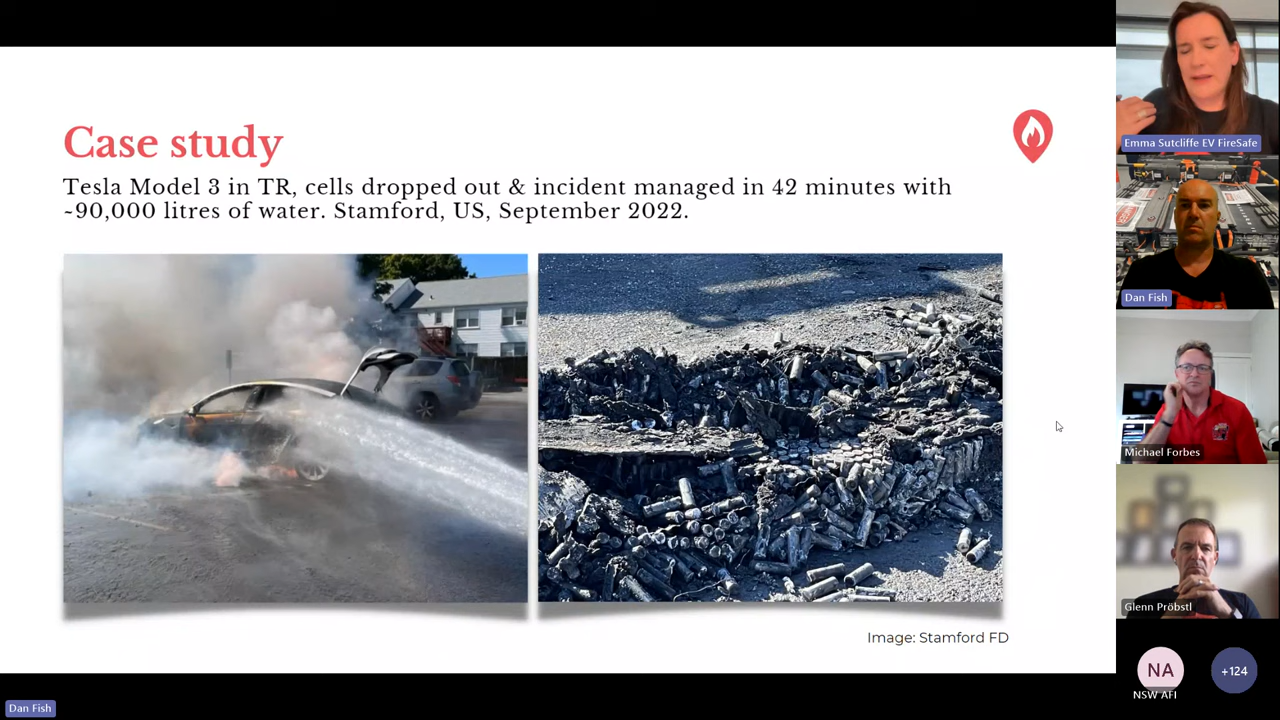 Case study
Tesla Model 3 in TR, cells dropped out & incident managed in 42 minutes with
~90,000 litres of water. Stamford, US, September 2022.
Image: Stamford FD
Emma Sutcliffe EV FireSafe
Dan Fish
Michael Forbes
Glenn Pröbstl
NA
NSW AFI
+124
Dan Fish